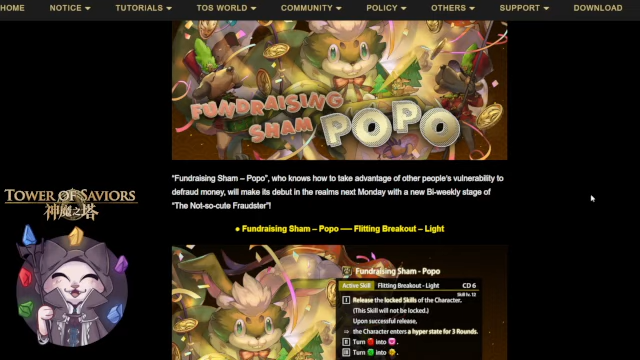 HOME NOTICE TUTORIALS TOS WORLD COMMUNITY POLICY OTHERS SUPPORT DOWNLOAD
FUNDRAISING
SHAM POPO
“Fundraising Sham – Popo”, who knows how to take advantage of other people's vulnerability to
defraud money, will make its debut in the realms next Monday with a new Bi-weekly stage of
“The Not-so-cute Fraudster”!
TOWER OF SAVIORS
神魔之塔
● Fundraising Sham – Popo ── Flitting Breakout – Light
Fundraising Sham - Popo
Active Skill Flitting Breakout - Light CD 6
Skill lv. 12
I Release the locked Skills of the Character.
(This Skill will not be locked.)
Upon successful release,
⇒ the Character enters a hyper state for 3 Rounds.
II Turn into .
III Turn into .